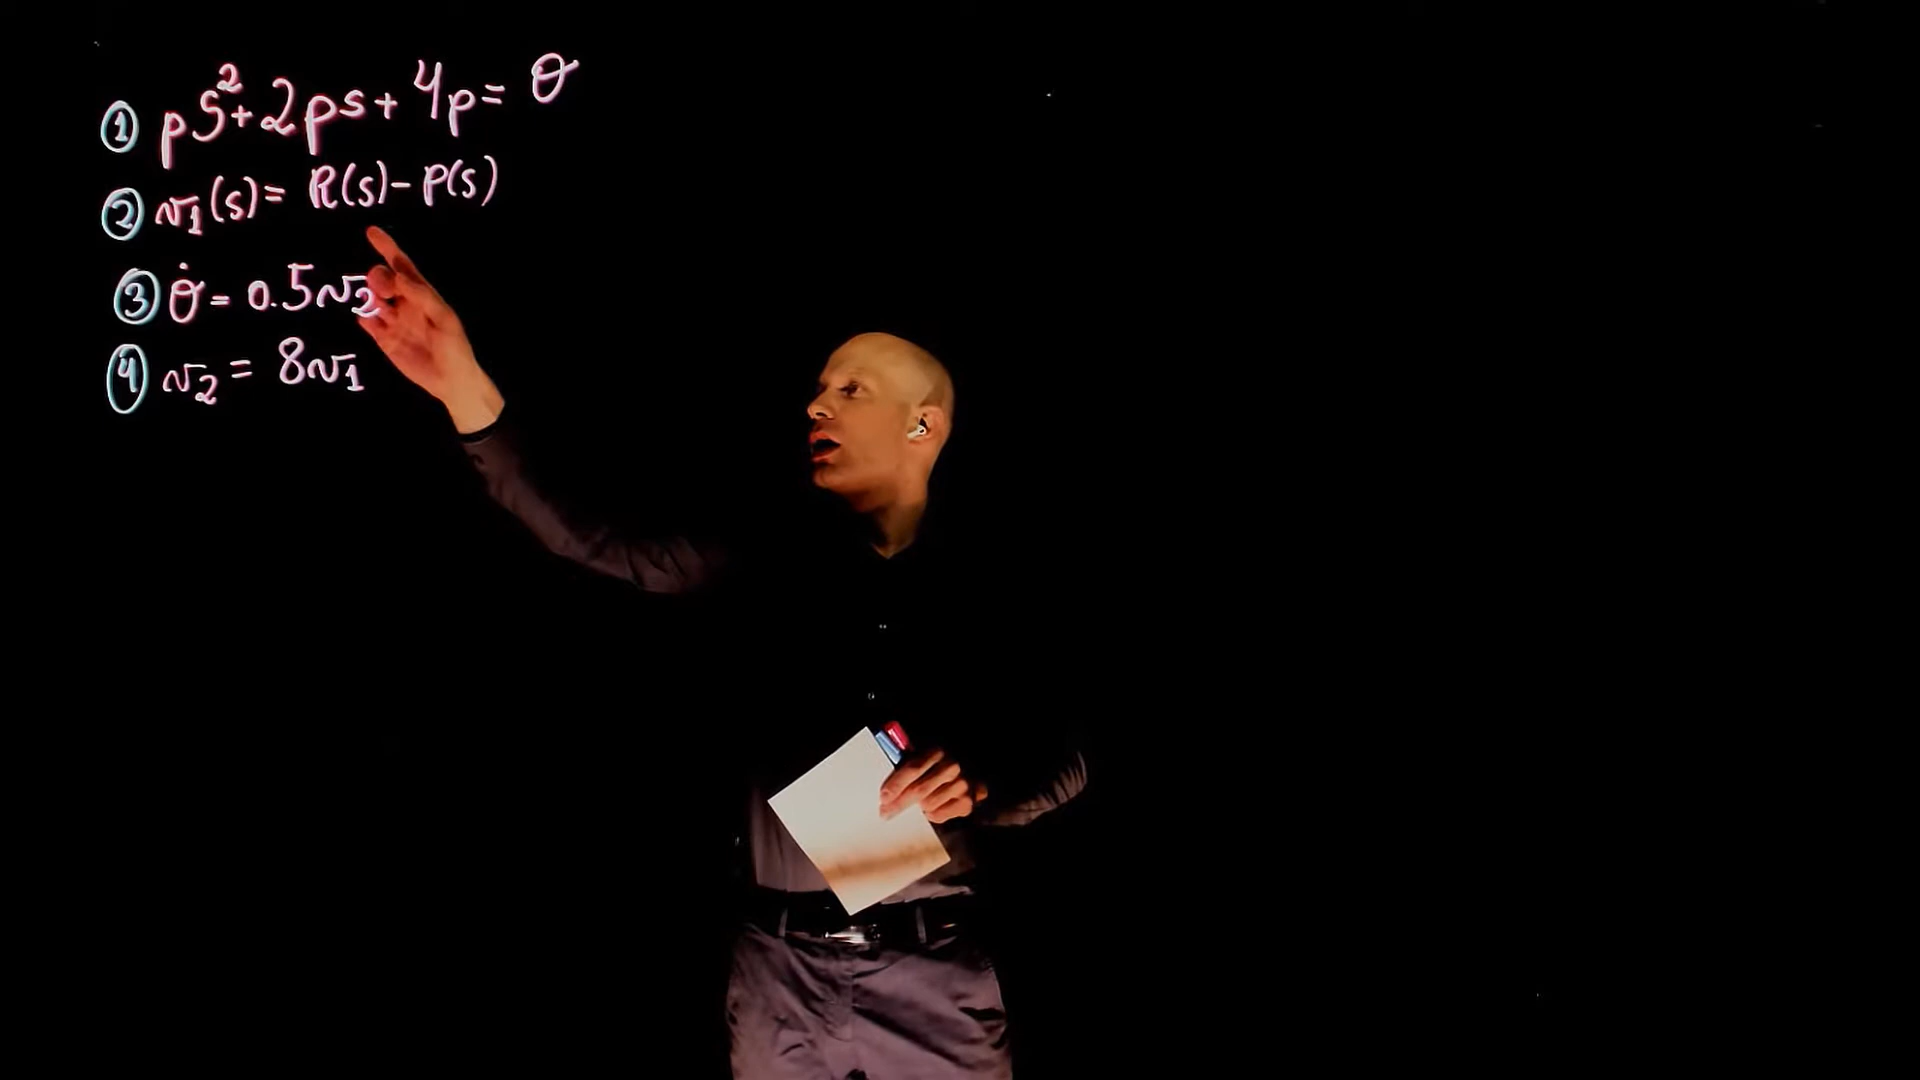 ① pS²+2ps+4p=θ
② v₁(s)= R(s)-P(s)
③ θ̇= 0.5v₂
④ v₂= 8v₁